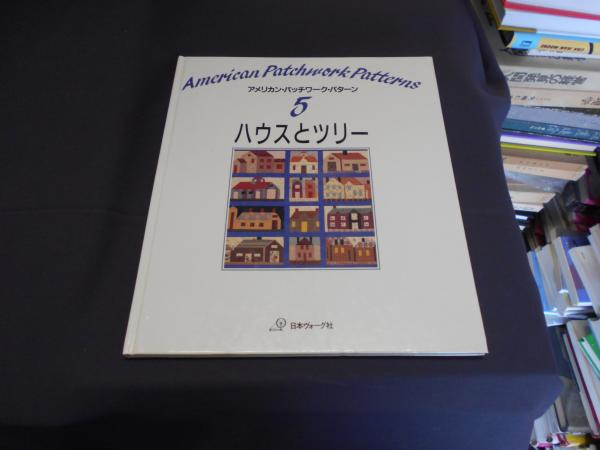 American Patchwork Patterns
アメリカン・パッチワーク・パターン
5
ハウスとツリー
日本ヴォーグ社